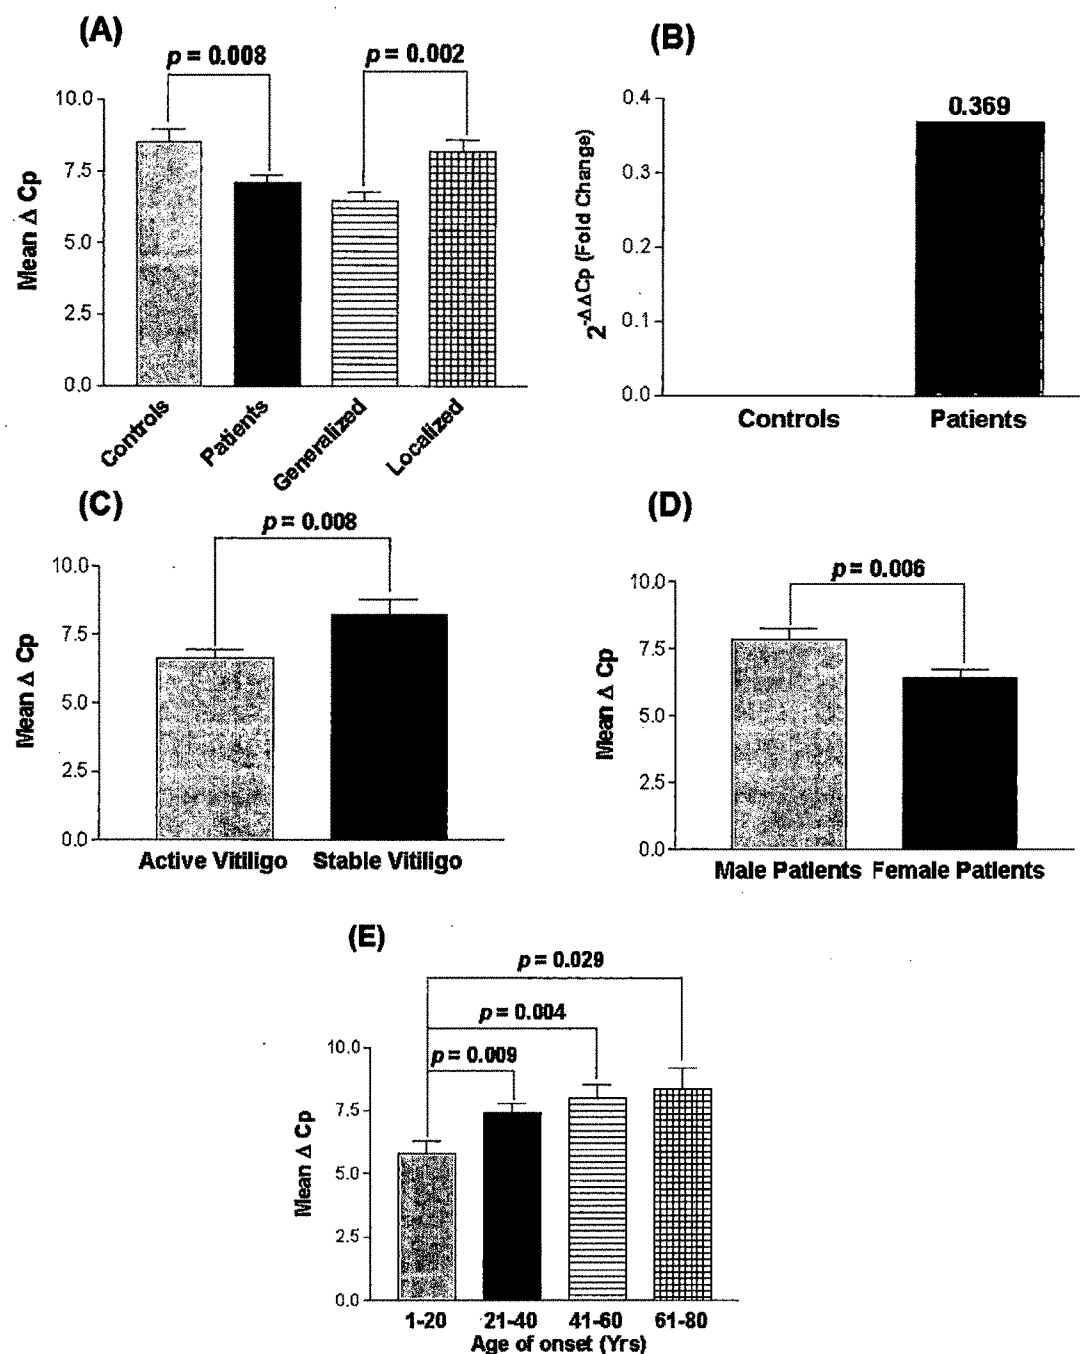 (A)
p = 0.008
p = 0.002
Mean Δ Cp
10.0
7.5
5.0
2.5
0.0
Controls
Patients
Generalized
Localized
(B)
2-ΔΔCp (Fold Change)
0.4
0.3
0.2
0.1
0.0
0.369
Controls
Patients
(C)
p = 0.008
Mean Δ Cp
10.0
7.5
5.0
2.5
0.0
Active Vitiligo
Stable Vitiligo
(D)
p = 0.006
Mean Δ Cp
10.0
7.5
5.0
2.5
0.0
Male Patients
Female Patients
(E)
p = 0.029
p = 0.004
p = 0.009
Mean Δ Cp
10.0
7.5
5.0
2.5
0.0
1-20
21-40
41-60
61-80
Age of onset (Yrs)